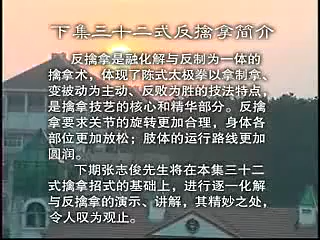 下集三十二式反擒拿简介
反擒拿是融化解与反制为一体的
擒拿术，体现了陈式太极拳以拿制拿、
变被动为主动、反败为胜的技法特点，
是擒拿技艺的核心和精华部分。反擒
拿要求关节的旋转更加合理，身体各
部位更加放松；肢体的运行路线更加
圆润。
下期张志俊先生将在本集三十二
式擒拿招式的基础上，进行逐一化解
与反擒拿的演示、讲解，其精妙之处，
令人叹为观止。